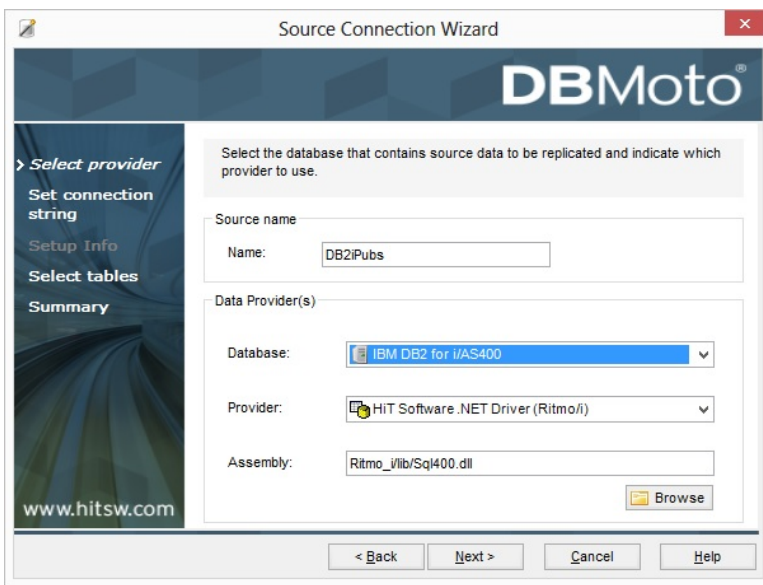 Source Connection Wizard
DBMoto®
Select provider
Set connection
string
Setup Info
Select tables
Summary
www.hitsw.com
Select the database that contains source data to be replicated and indicate which
provider to use.
Source name
Name: DB2iPubs
Data Provider(s)
Database: IBM DB2 for i/AS400
Provider: HiT Software .NET Driver (Ritmo/i)
Assembly: Ritmo_i/lib/Sql400.dll
Browse
< Back Next > Cancel Help